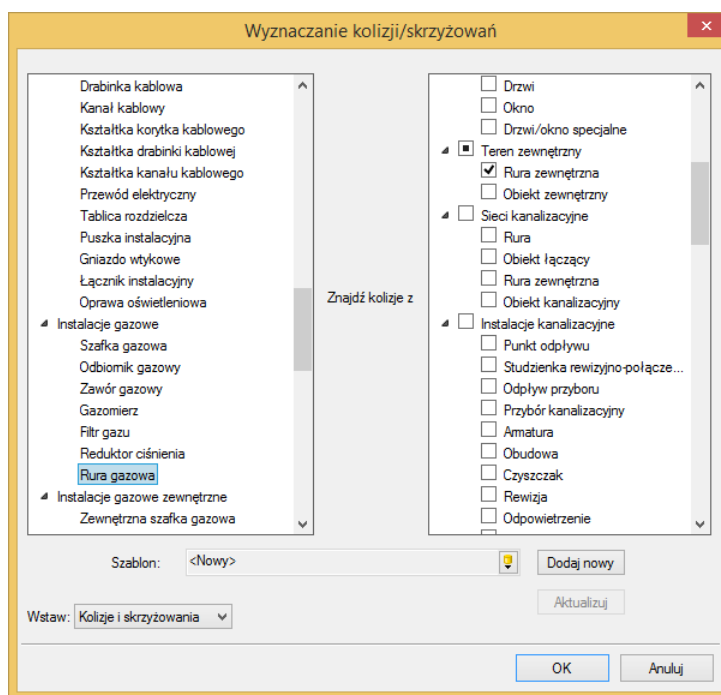 Wyznaczanie kolizji/skrzyżowań
Drabinka kablowa
Kanał kablowy
Kształtka korytka kablowego
Kształtka drabinki kablowej
Kształtka kanału kablowego
Przewód elektryczny
Tablica rozdzielcza
Puszka instalacyjna
Gniazdo wtykowe
Łącznik instalacyjny
Oprawa oświetleniowa
Instalacje gazowe
Szafka gazowa
Odbiornik gazowy
Zawór gazowy
Gazomierz
Filtr gazu
Reduktor ciśnienia
Rura gazowa
Instalacje gazowe zewnętrzne
Zewnętrzna szafka gazowa
Znajdź kolizje z
Drzwi
Okno
Drzwi/okno specjalne
Teren zewnętrzny
Rura zewnętrzna
Obiekt zewnętrzny
Sieci kanalizacyjne
Rura
Obiekt łączący
Rura zewnętrzna
Obiekt kanalizacyjny
Instalacje kanalizacyjne
Punkt odpływu
Studzienka rewizyjno-połącze...
Odpływ przyboru
Przybór kanalizacyjny
Armatura
Obudowa
Czyszczak
Rewizja
Odpowietrzenie
Szablon: <Nowy> Dodaj nowy
Aktualizuj
Wstaw: Kolizje i skrzyżowania
OK Anuluj